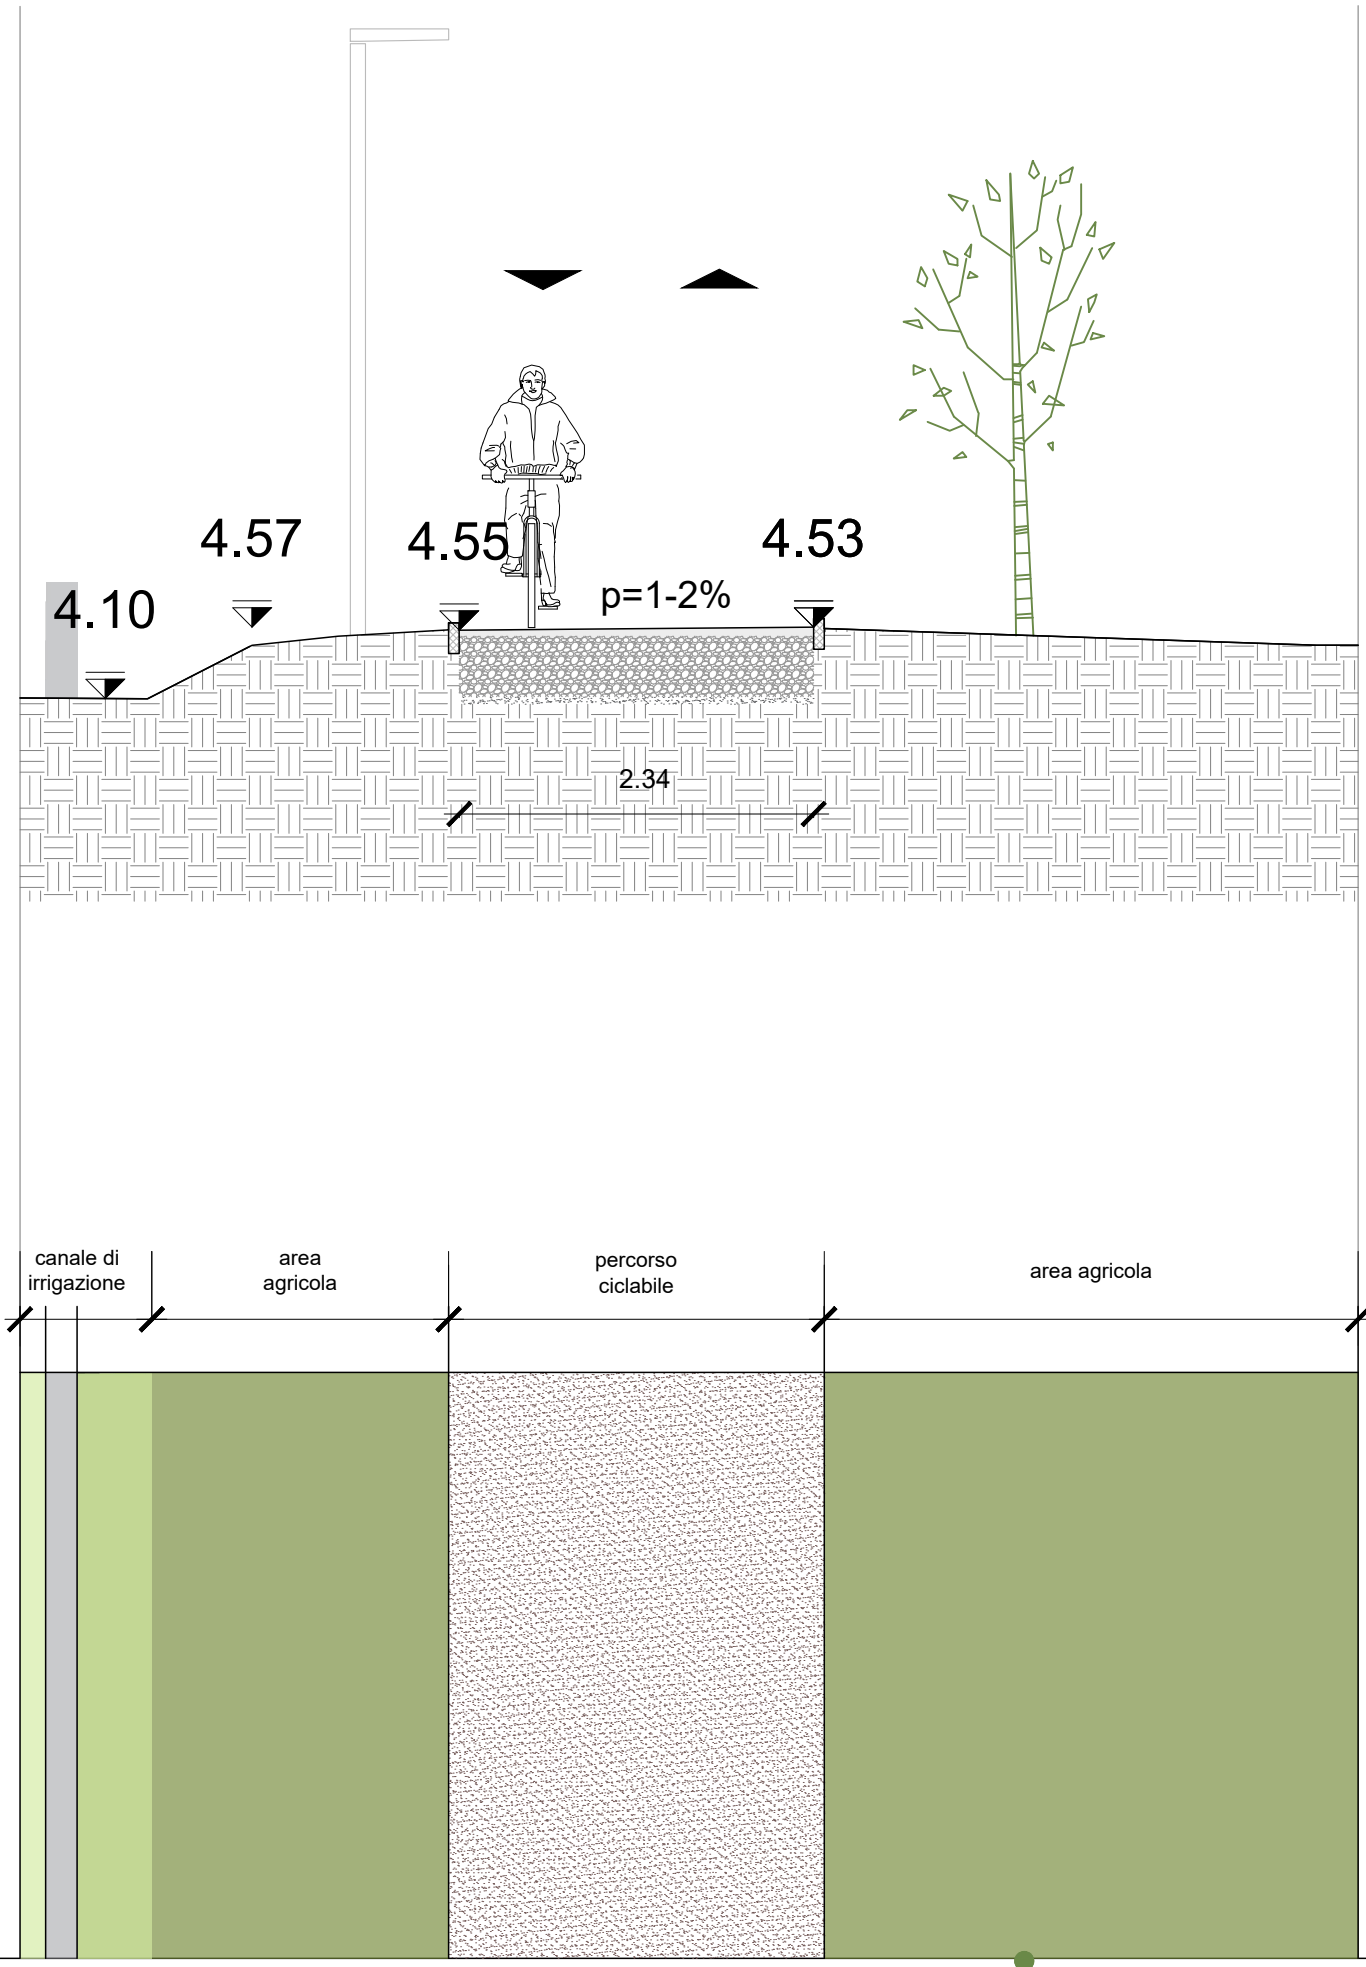 4.57
4.55
4.53
4.10
p=1-2%
2.34
canale di
irrigazione
area
agricola
percorso
ciclabile
area agricola